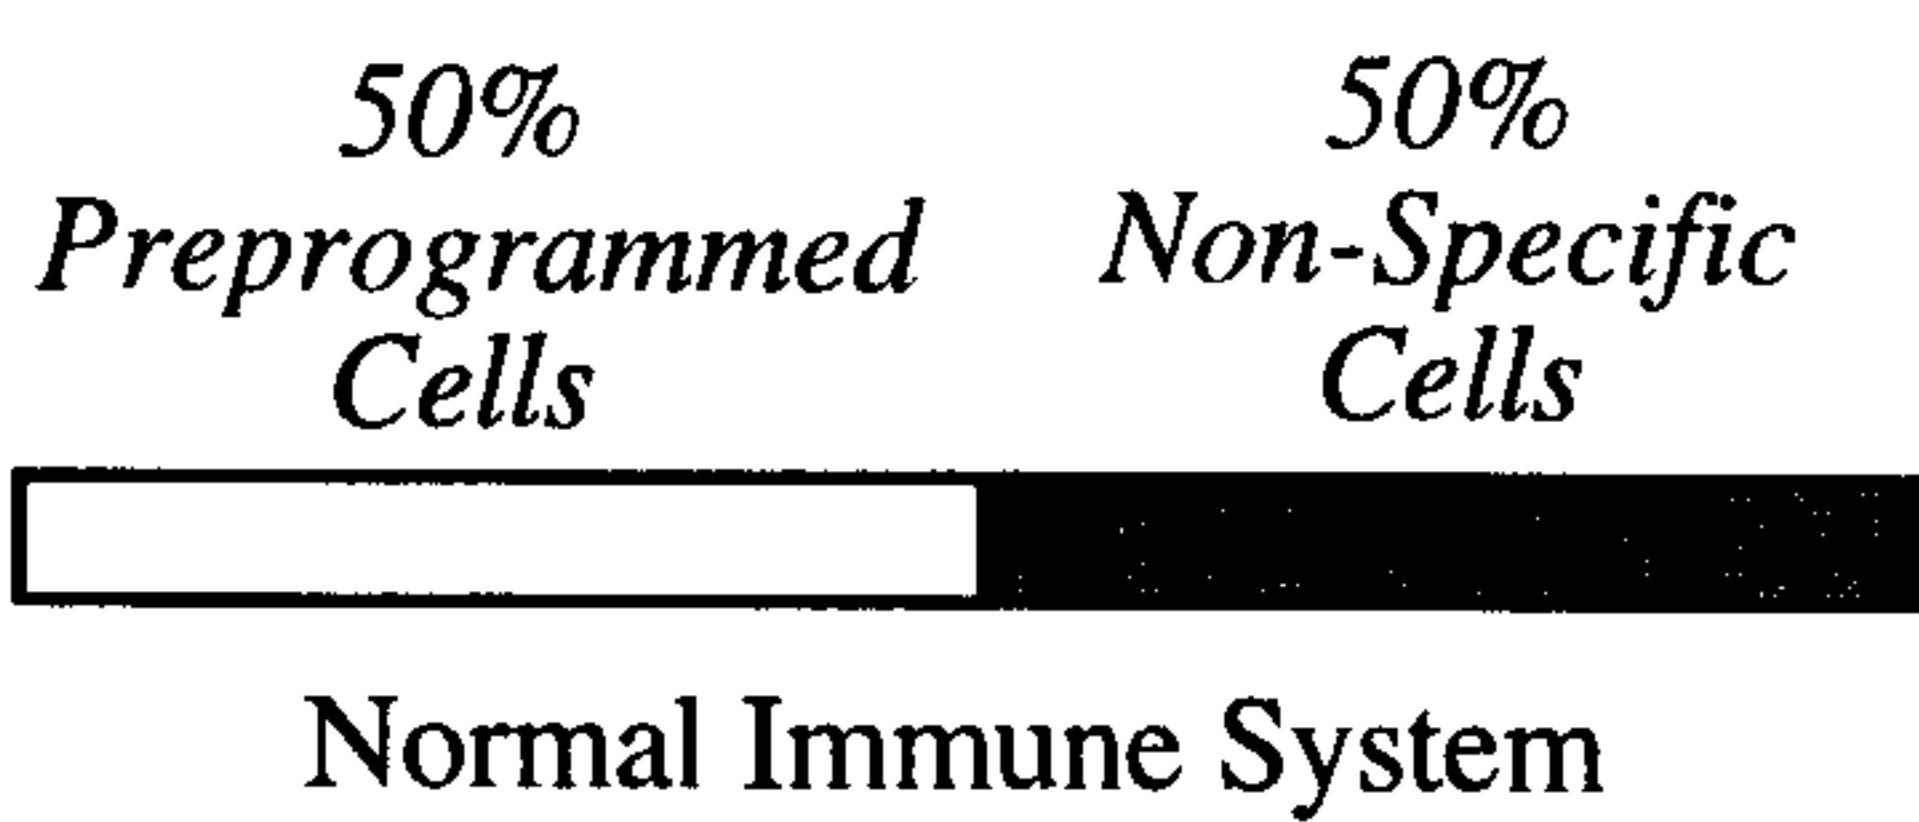 50%
Preprogrammed
Cells
50%
Non-Specific
Cells
Normal Immune System